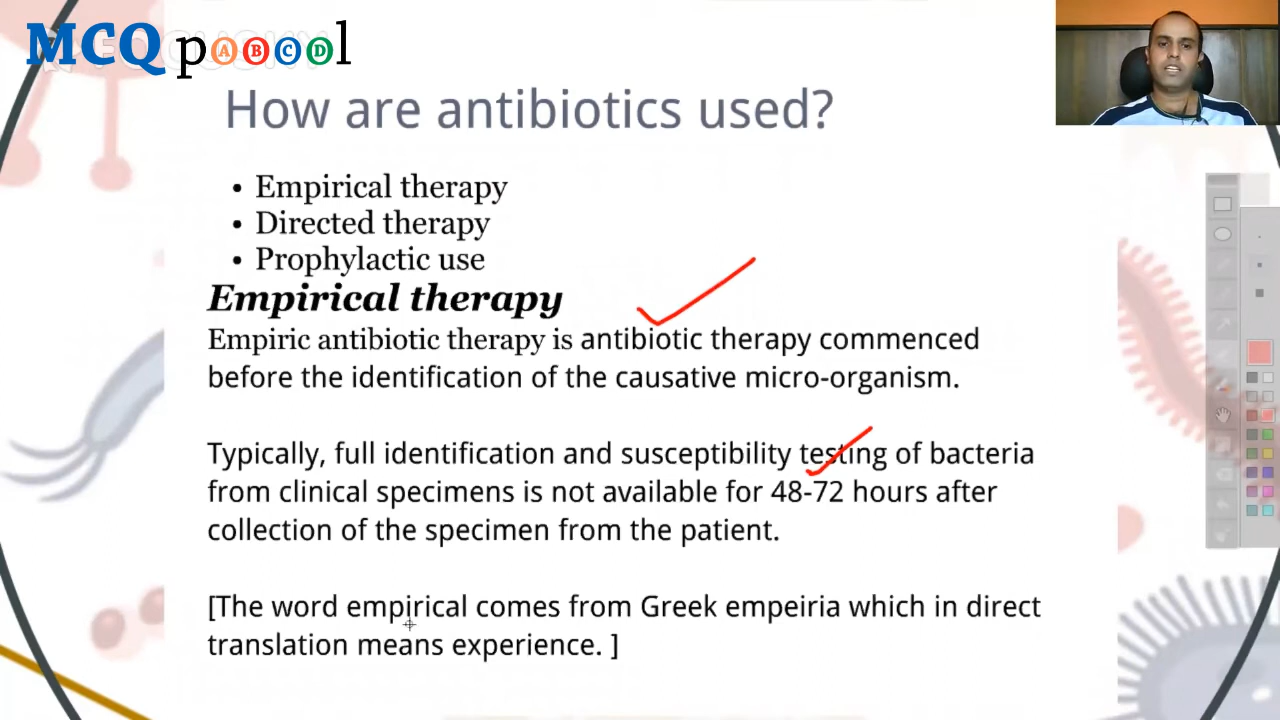 MCQ pABCDl
How are antibiotics used?
• Empirical therapy
• Directed therapy
• Prophylactic use
Empirical therapy
Empiric antibiotic therapy is antibiotic therapy commenced
before the identification of the causative micro-organism.
Typically, full identification and susceptibility testing of bacteria
from clinical specimens is not available for 48-72 hours after
collection of the specimen from the patient.
[The word empirical comes from Greek empeiria which in direct
translation means experience. ]